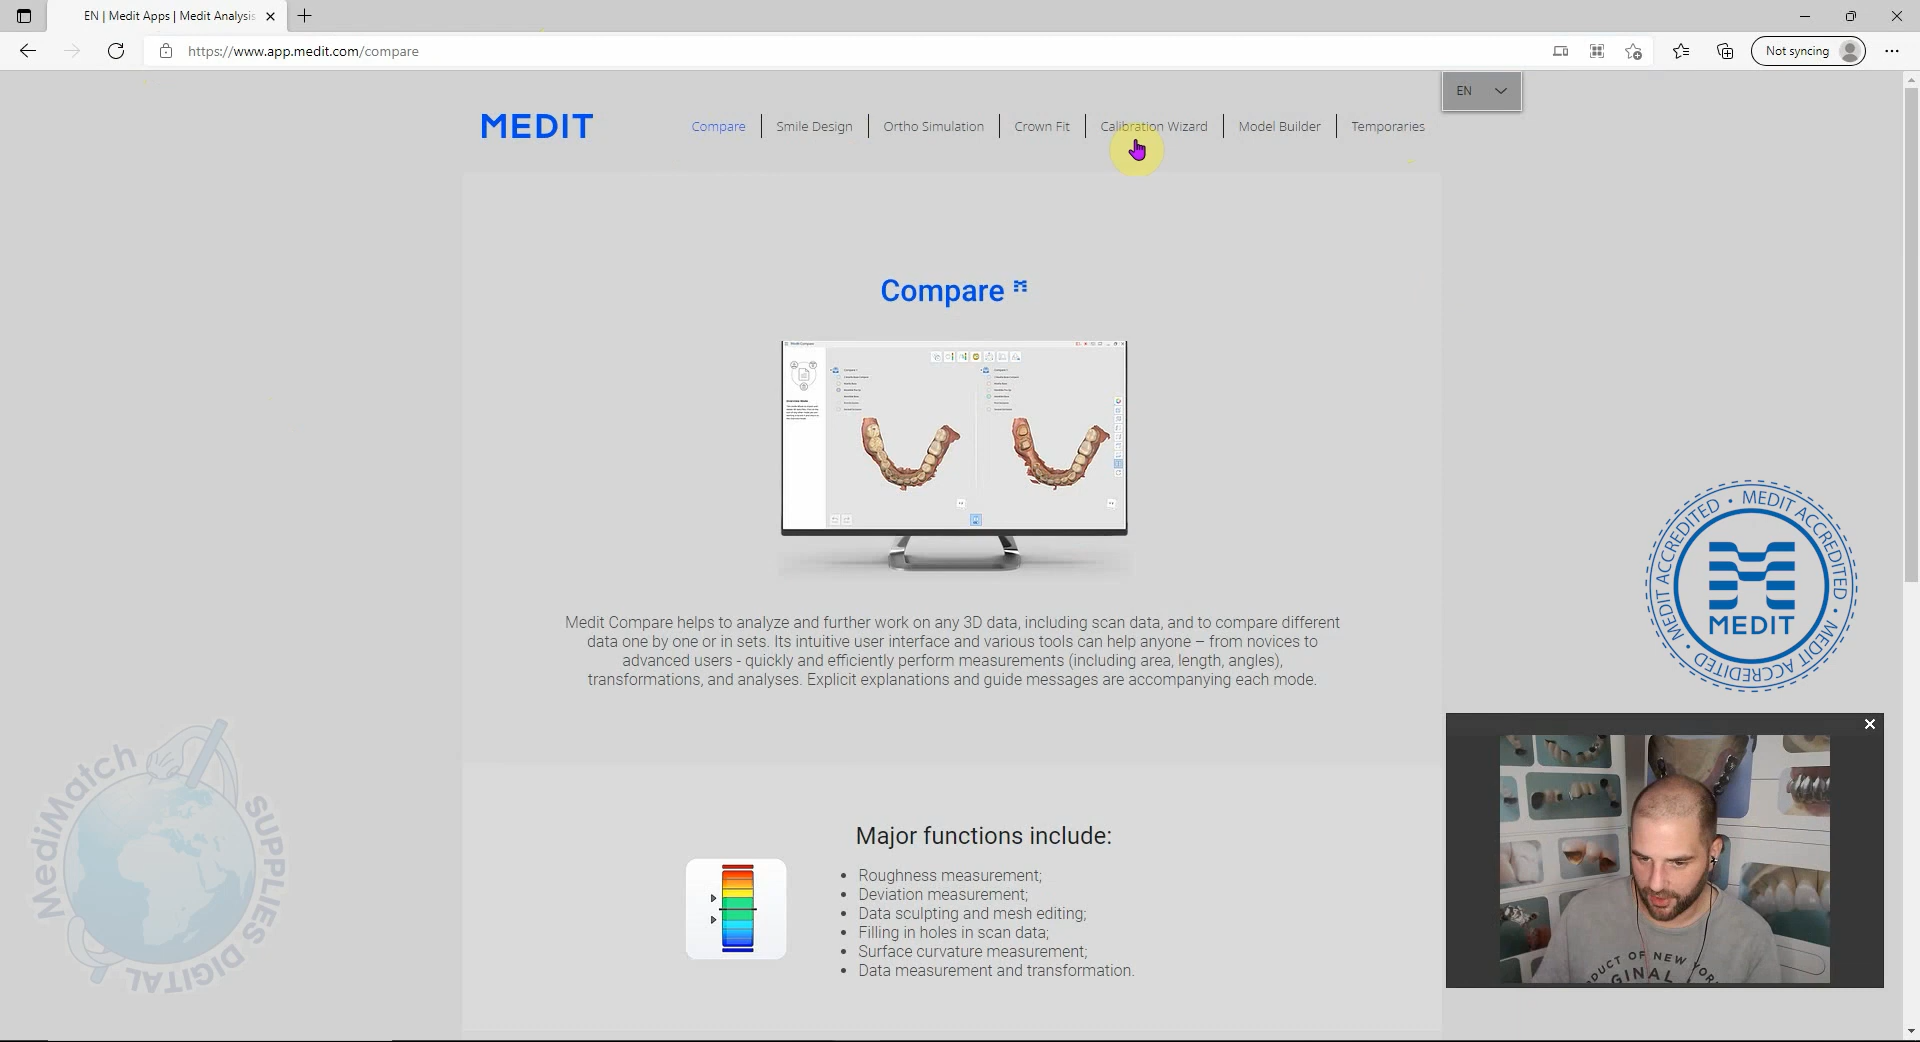 EN | Medit Apps | Medit Analysis
https://www.app.medit.com/compare
Not syncing
EN
MEDIT
Compare
Smile Design
Ortho Simulation
Crown Fit
Calibration Wizard
Model Builder
Temporaries
Compare
Medit Compare helps to analyze and further work on any 3D data, including scan data, and to compare different
data one by one or in sets. Its intuitive user interface and various tools can help anyone – from novices to
advanced users - quickly and efficiently perform measurements (including area, length, angles),
transformations, and analyses. Explicit explanations and guide messages are accompanying each mode.
MEDIT ACCREDITED • MEDIT ACCREDITED • MEDIT ACCREDITED •
MEDIT
MediMatch
DIGITAL SUPPLIES
Major functions include:
• Roughness measurement;
• Deviation measurement;
• Data sculpting and mesh editing;
• Filling in holes in scan data;
• Surface curvature measurement;
• Data measurement and transformation.
DUCT OF NEW YOR
GINAL